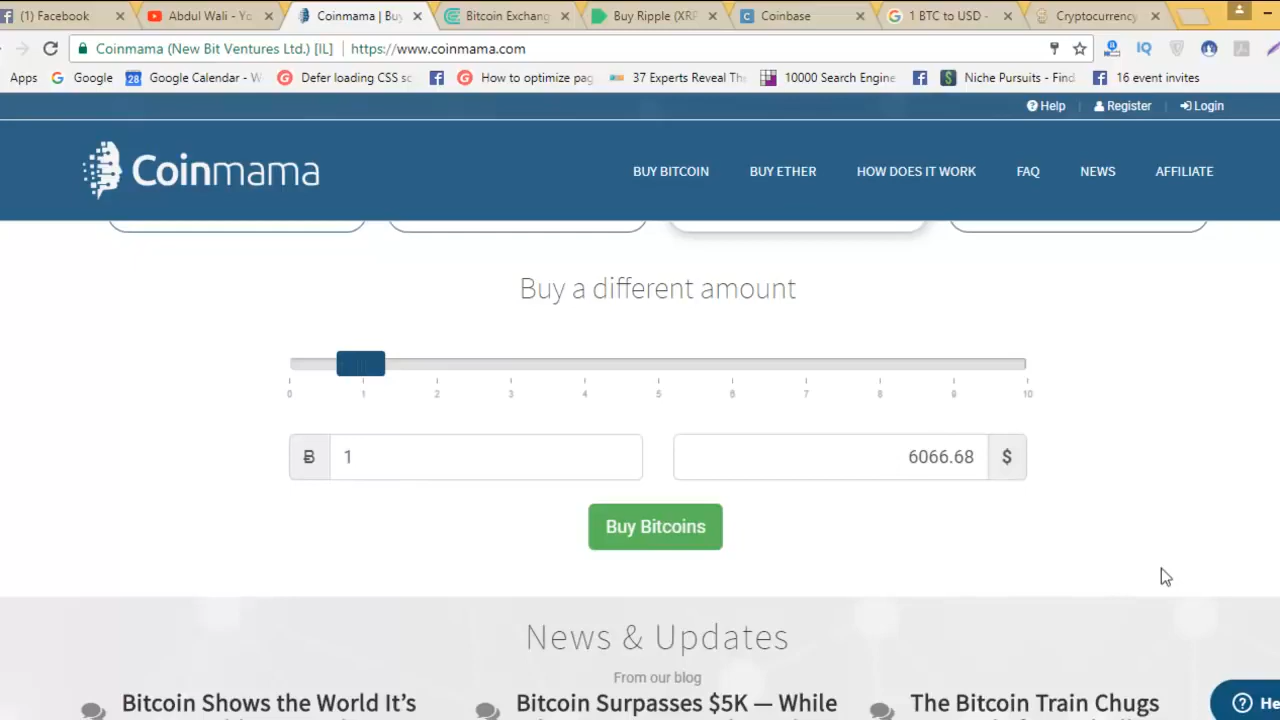 (1) Facebook
Abdul Wali - Yo
Coinmama | Buy
Bitcoin Exchang
Buy Ripple (XRP
Coinbase
1 BTC to USD -
Cryptocurrency
Coinmama (New Bit Ventures Ltd.) [IL]
https://www.coinmama.com
IQ
Apps
Google
28 Google Calendar - W
Defer loading CSS sc
How to optimize pag
37 Experts Reveal Th
10000 Search Engine
Niche Pursuits - Find
16 event invites
Help
Register
Login
Coinmama
BUY BITCOIN
BUY ETHER
HOW DOES IT WORK
FAQ
NEWS
AFFILIATE
Buy a different amount
0 1 2 3 4 5 6 7 8 9 10
1
6066.68 $
Buy Bitcoins
News & Updates
From our blog
Bitcoin Shows the World It's
Bitcoin Surpasses $5K — While
The Bitcoin Train Chugs
He